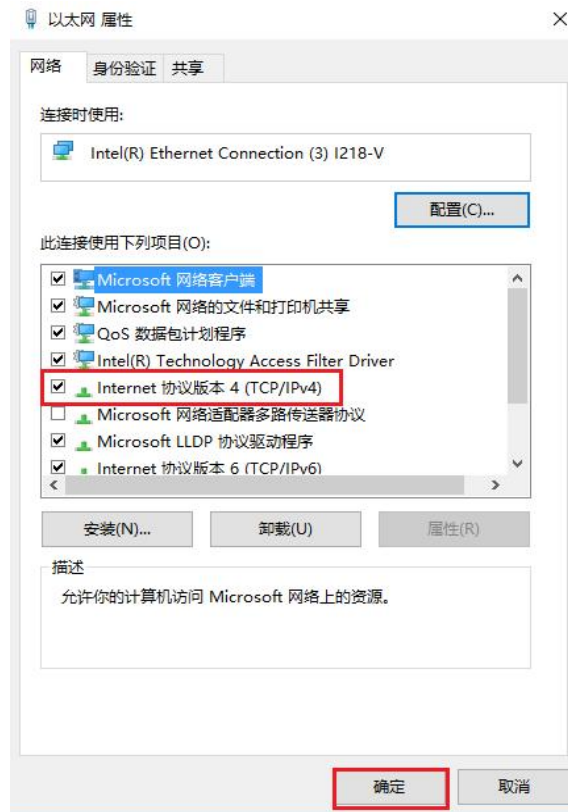 以太网 属性
网络 身份验证 共享
连接时使用:
Intel(R) Ethernet Connection (3) I218-V
配置(C)...
此连接使用下列项目(O):
Microsoft 网络客户端
Microsoft 网络的文件和打印机共享
QoS 数据包计划程序
Intel(R) Technology Access Filter Driver
Internet 协议版本 4 (TCP/IPv4)
Microsoft 网络适配器多路传送器协议
Microsoft LLDP 协议驱动程序
Internet 协议版本 6 (TCP/IPv6)
安装(N)... 卸载(U) 属性(R)
描述
允许你的计算机访问 Microsoft 网络上的资源。
确定 取消